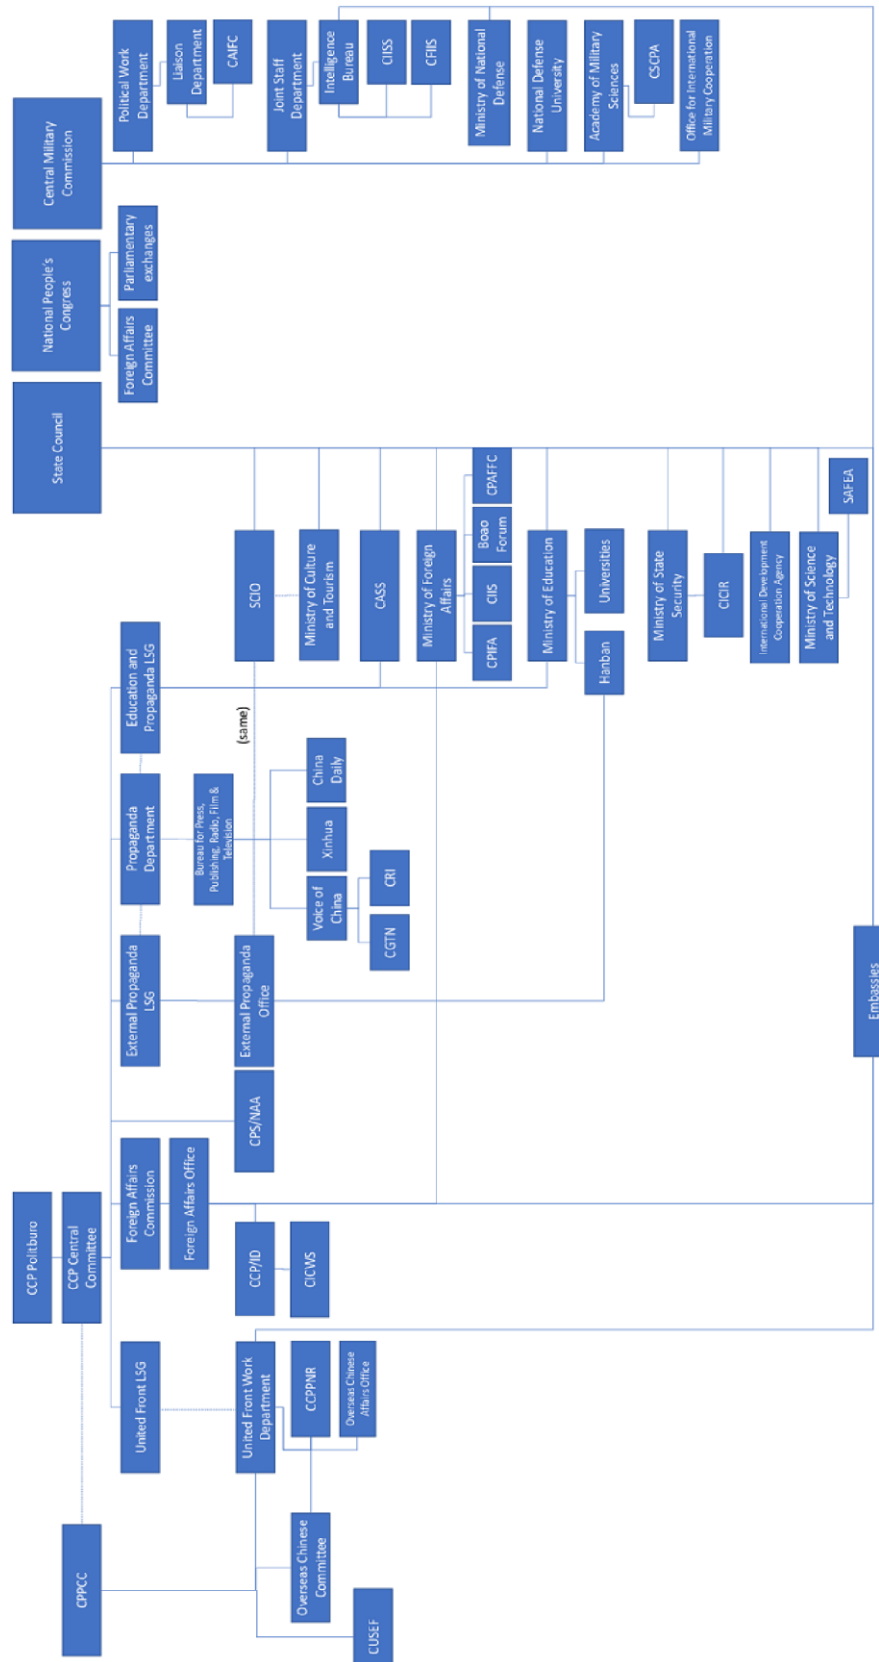 CPPCC
CUSEF
Overseas Chinese
Committee
United Front LSG
United Front Work
Department
CCPPNR
Overseas Chinese
Affairs Office
CCP Politburo
CCP Central
Committee
Foreign Affairs
Commission
Foreign Affairs Office
CCP/ID
CICWS
CPS/NAA
External Propaganda
LSG
External Propaganda
Office
Propaganda
Department
Bureau for Press,
Publishing, Radio, Film &
Television
Voice of
China
CGTN
CRI
Xinhua
China
Daily
Education and
Propaganda LSG
(same)
State Council
SCIO
Ministry of Culture
and Tourism
CASS
Ministry of Foreign
Affairs
CPIFA
CIIS
Boao
Forum
CPAFFC
Ministry of Education
Hanban
Universities
Ministry of State
Security
CICIR
International Development
Cooperation Agency
Ministry of Science
and Technology
SAFEA
Embassies
National People's
Congress
Foreign Affairs
Committee
Parliamentary
exchanges
Central Military
Commission
Political Work
Department
Liaison
Department
CAIFC
Joint Staff
Department
Intelligence
Bureau
CIISS
CFIIS
Ministry of National
Defense
National Defense
University
Academy of Military
Sciences
CSCPA
Office for International
Military Cooperation